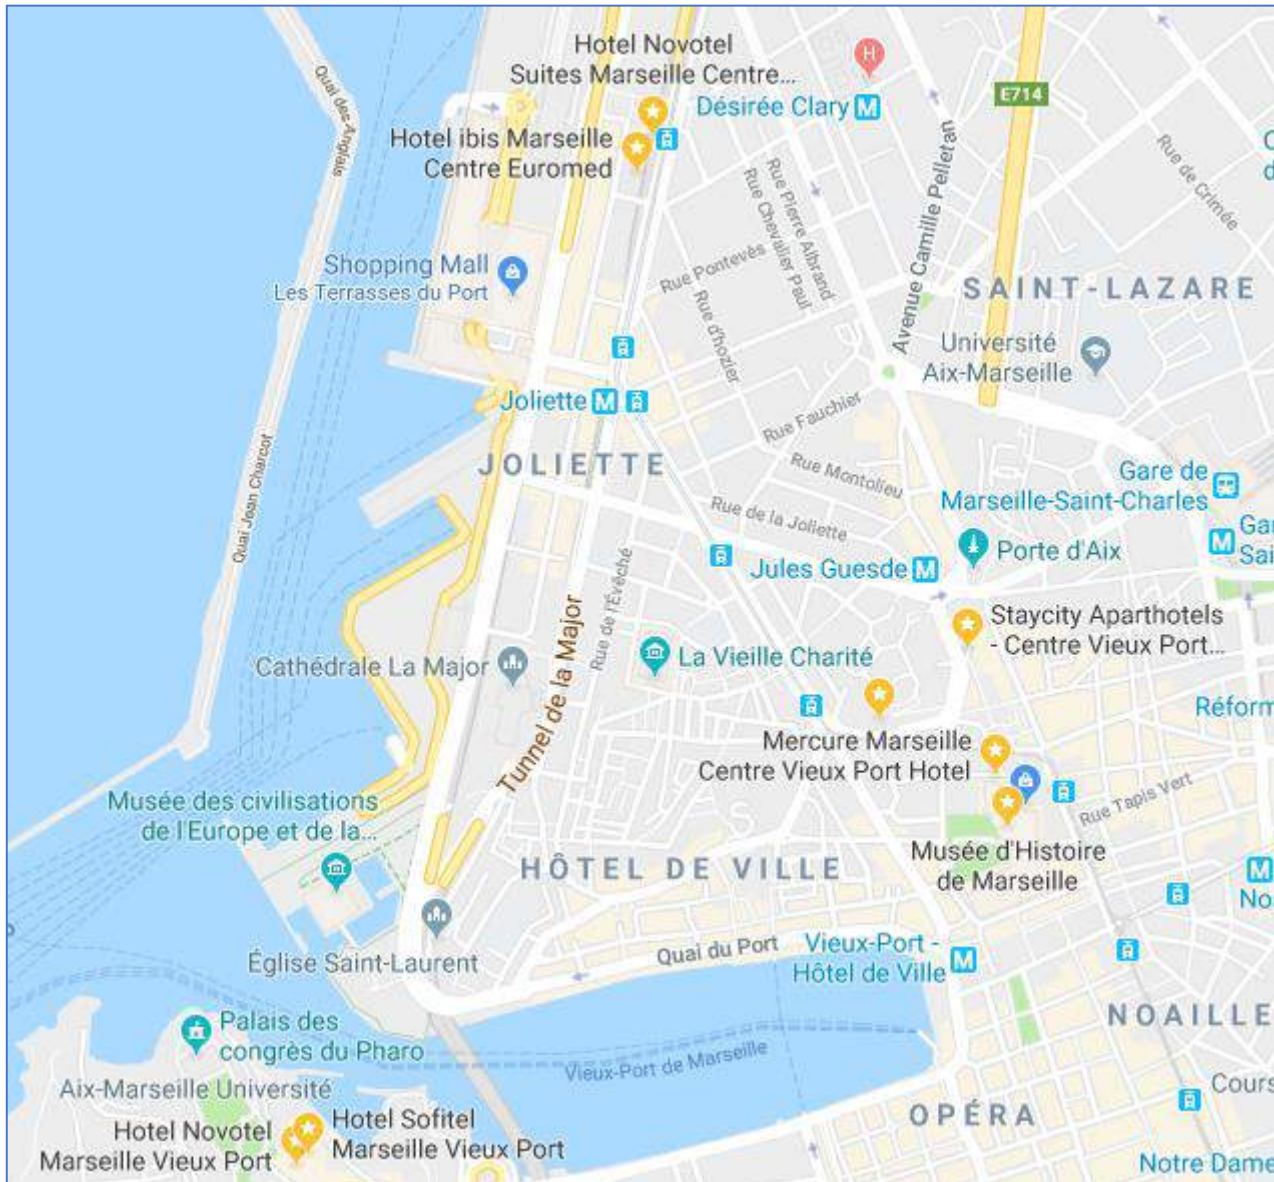 Hotel Novotel
Suites Marseille Centre...
H
Désirée Clary M
E714
Quai des Anglais
Hotel ibis Marseille
Centre Euromed
Avenue Camille Pelletan
Rue de Crimée
Rue Pierre Albrand
Rue Chevalier Paul
Shopping Mall
Les Terrasses du Port
Rue Pontevès
SAINT-LAZARE
Rue d'hozier
Université
Aix-Marseille
Joliette M
Rue Fauchier
JOLIETTE
Rue Montolieu
Gare de
Marseille-Saint-Charles
Quai Jean Charcot
Rue de la Joliette
M Gar
Sai
Porte d'Aix
Jules Guesde M
Rue de l'Évêché
Staycity Aparthotels
- Centre Vieux Port...
Cathédrale La Major
La Vieille Charité
Tunnel de la Major
Réform
Mercure Marseille
Centre Vieux Port Hotel
Rue Tapis Vert
Musée des civilisations
de l'Europe et de la...
HÔTEL DE VILLE
Musée d'Histoire
de Marseille
M
No
Quai du Port
Vieux-Port -
Hôtel de Ville M
Église Saint-Laurent
NOAILLE
Palais des
congrès du Pharo
Vieux-Port de Marseille
Aix-Marseille Université
Cours
OPÉRA
Hotel Sofitel
Marseille Vieux Port
Hotel Novotel
Marseille Vieux Port
Notre Dame